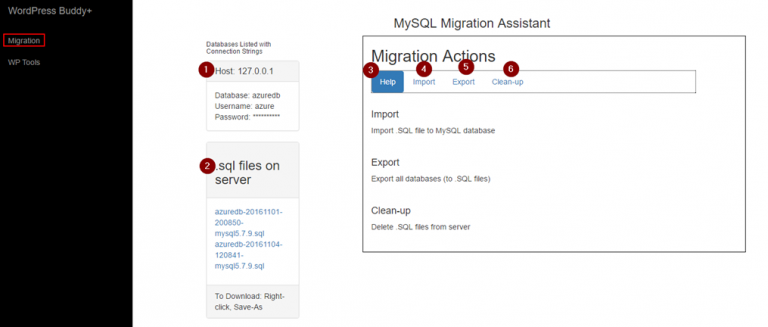 WordPress Buddy+
Migration
WP Tools
MySQL Migration Assistant
Databases Listed with
Connection Strings
1
Host: 127.0.0.1
Database: azuredb
Username: azure
Password: **********
2
.sql files on
server
azuredb-20161101-
200850-
mysql5.7.9.sql
azuredb-20161104-
120841-
mysql5.7.9.sql
To Download: Right-
click, Save-As
Migration Actions
3 4 5 6
Help Import Export Clean-up
Import
Import .SQL file to MySQL database
Export
Export all databases (to .SQL files)
Clean-up
Delete .SQL files from server